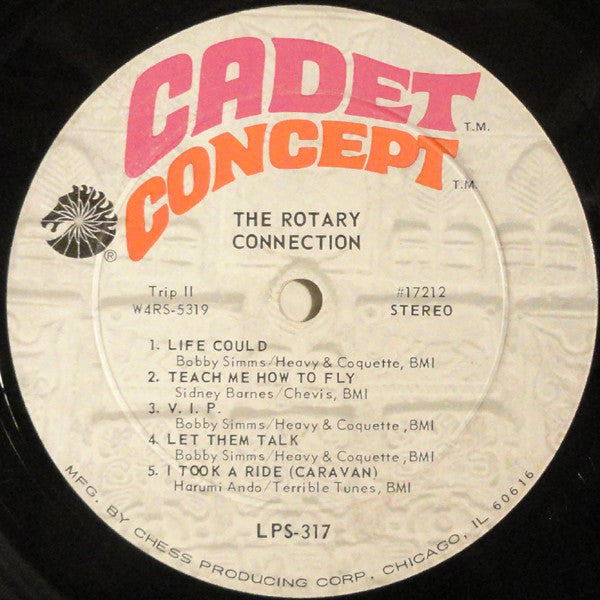 CADET T.M.
CONCEPT T.M.
®
THE ROTARY
CONNECTION
Trip II
W4RS-5319
#17212
STEREO
1. LIFE COULD
Bobby Simms/Heavy & Coquette, BMI
2. TEACH ME HOW TO FLY
Sidney Barnes/Chevis, BMI
3. V. I. P.
Bobby Simms/Heavy & Coquette ,BMI
4. LET THEM TALK
Bobby Simms/Heavy & Coquette ,BMI
5. I TOOK A RIDE (CARAVAN)
Harumi Ando/Terrible Tunes, BMI
LPS-317
MFG. BY CHESS PRODUCING CORP. CHICAGO, IL 60616